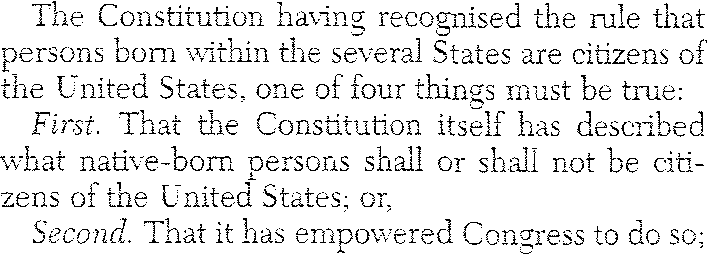 The Constitution having recognised the rule that
persons born within the several States are citizens of
the United States, one of four things must be true:
First. That the Constitution itself has described
what native-born persons shall or shall not be citi-
zens of the United States; or,
Second. That it has empowered Congress to do so;